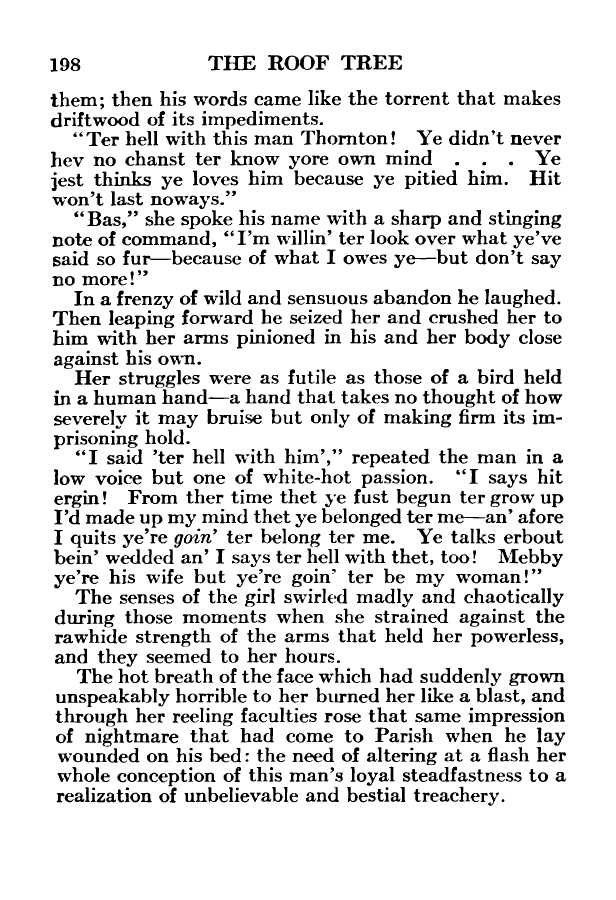 198 THE ROOF TREE
them; then his words came like the torrent that makes
driftwood of its impediments.
"Ter hell with this man Thornton! Ye didn't never
hev no chanst ter know yore own mind . . . Ye
jest thinks ye loves him because ye pitied him. Hit
won't last noways."
"Bas," she spoke his name with a sharp and stinging
note of command, "I'm willin' ter look over what ye've
said so fur—because of what I owes ye—but don't say
no more!"
In a frenzy of wild and sensuous abandon he laughed.
Then leaping forward he seized her and crushed her to
him with her arms pinioned in his and her body close
against his own.
Her struggles were as futile as those of a bird held
in a human hand—a hand that takes no thought of how
severely it may bruise but only of making firm its im-
prisoning hold.
"I said 'ter hell with him'," repeated the man in a
low voice but one of white-hot passion. "I says hit
ergin! From ther time thet ye fust begun ter grow up
I'd made up my mind thet ye belonged ter me—an' afore
I quits ye're goin' ter belong ter me. Ye talks erbout
bein' wedded an' I says ter hell with thet, too! Mebby
ye're his wife but ye're goin' ter be my woman!"
The senses of the girl swirled madly and chaotically
during those moments when she strained against the
rawhide strength of the arms that held her powerless,
and they seemed to her hours.
The hot breath of the face which had suddenly grown
unspeakably horrible to her burned her like a blast, and
through her reeling faculties rose that same impression
of nightmare that had come to Parish when he lay
wounded on his bed: the need of altering at a flash her
whole conception of this man's loyal steadfastness to a
realization of unbelievable and bestial treachery.